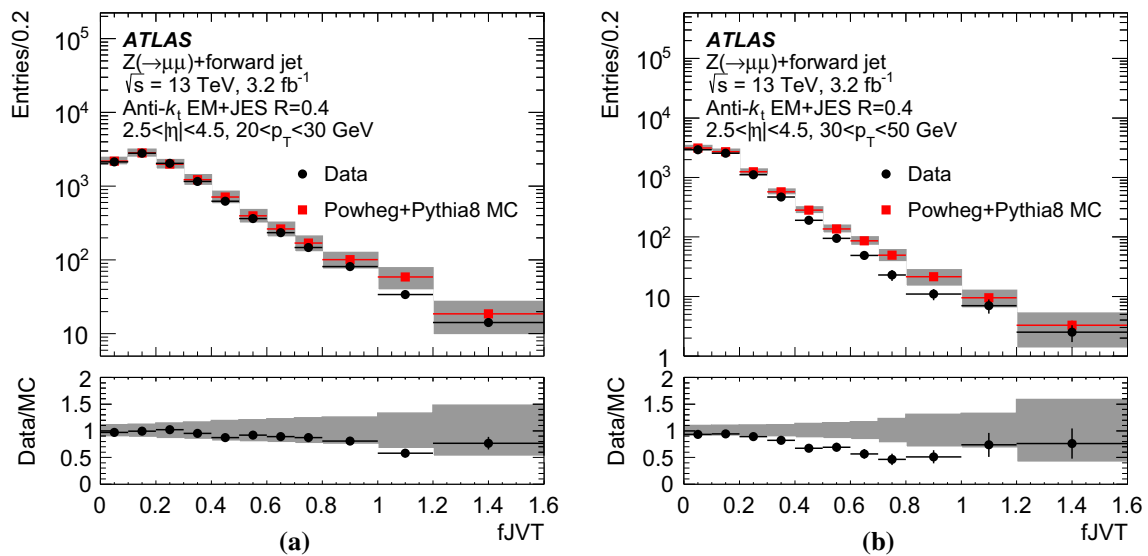 Entries/0.2
10⁵
10⁴
10³
10²
10
ATLAS
Z(→μμ)+forward jet
√s = 13 TeV, 3.2 fb⁻¹
Anti-kₜ EM+JES R=0.4
2.5<|η|<4.5, 20<p_T<30 GeV
Data
Powheg+Pythia8 MC
Data/MC
2
1.5
1
0.5
0
0 0.2 0.4 0.6 0.8 1 1.2 1.4 1.6
fJVT
(a)
Entries/0.2
10⁵
10⁴
10³
10²
10
1
ATLAS
Z(→μμ)+forward jet
√s = 13 TeV, 3.2 fb⁻¹
Anti-kₜ EM+JES R=0.4
2.5<|η|<4.5, 30<p_T<50 GeV
Data
Powheg+Pythia8 MC
Data/MC
2
1.5
1
0.5
0
0 0.2 0.4 0.6 0.8 1 1.2 1.4 1.6
fJVT
(b)